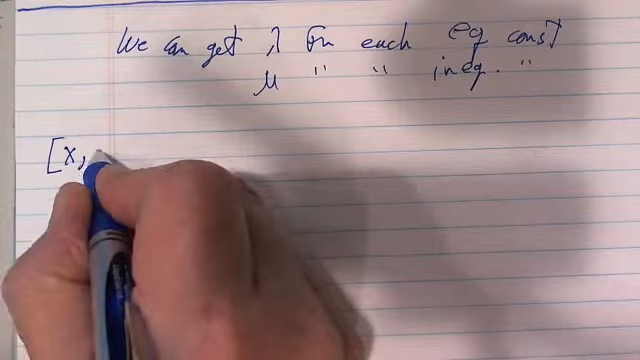 We can get λ for each eq const
μ " " ineq. "
[x,